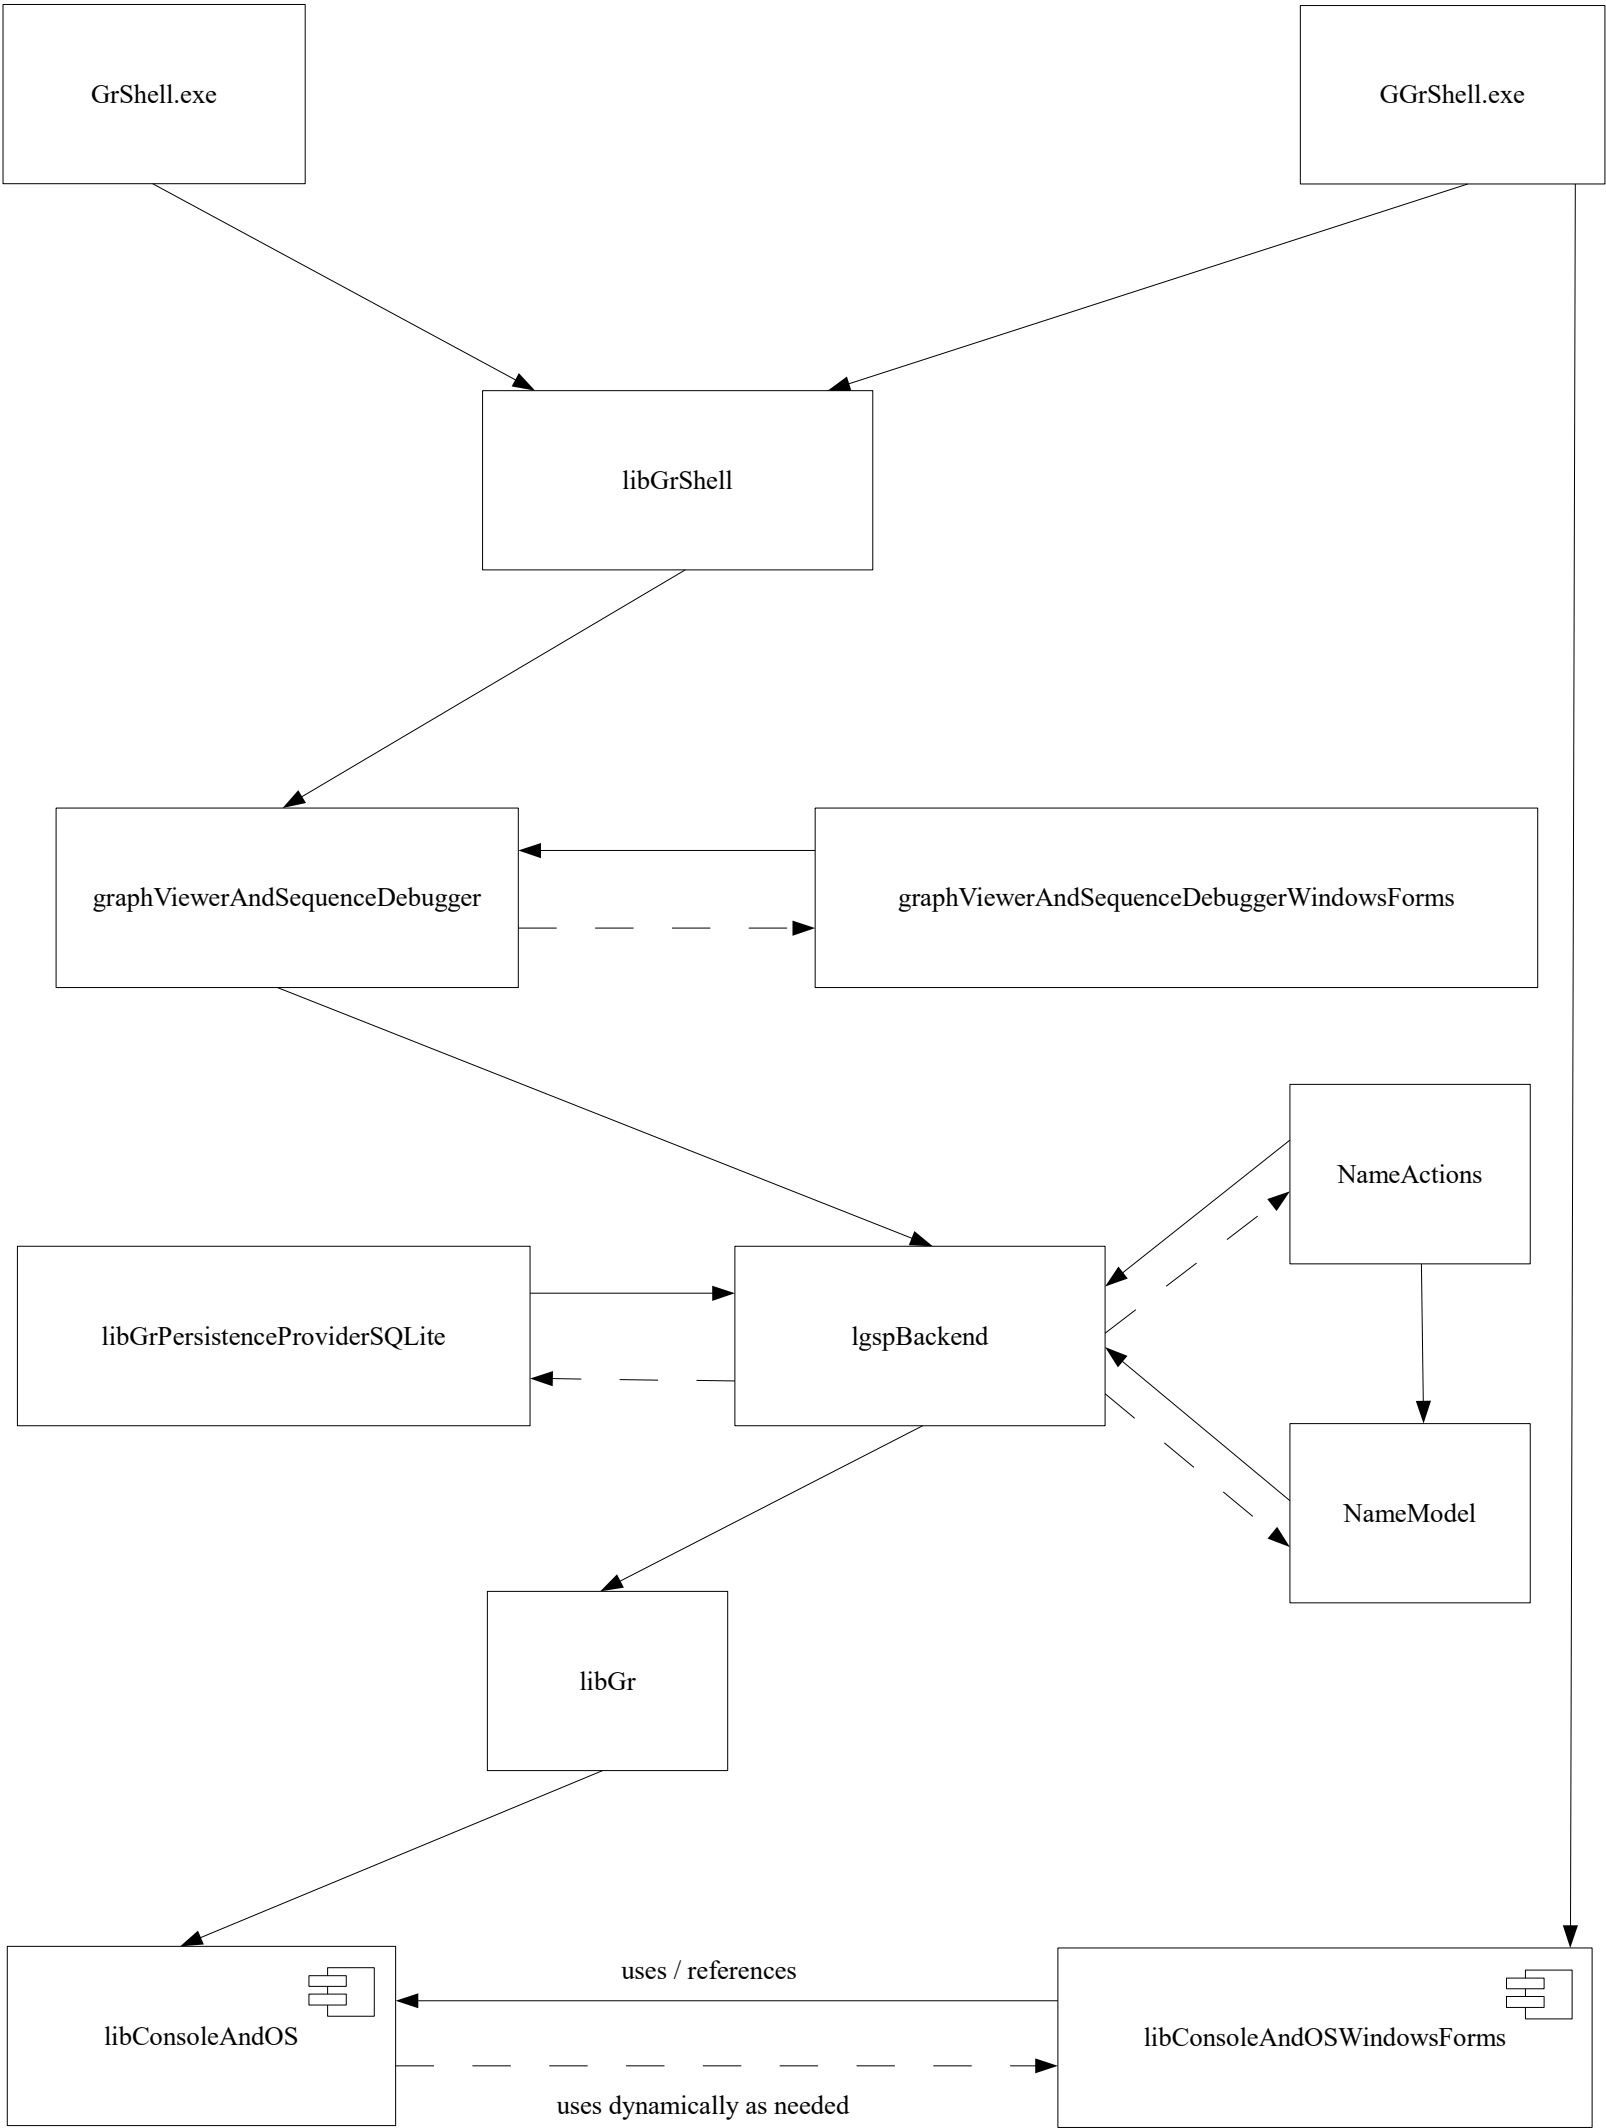 GrShell.exe
GGrShell.exe
libGrShell
graphViewerAndSequenceDebugger
graphViewerAndSequenceDebuggerWindowsForms
NameActions
libGrPersistenceProviderSQLite
lgspBackend
NameModel
libGr
uses / references
libConsoleAndOS
libConsoleAndOSWindowsForms
uses dynamically as needed